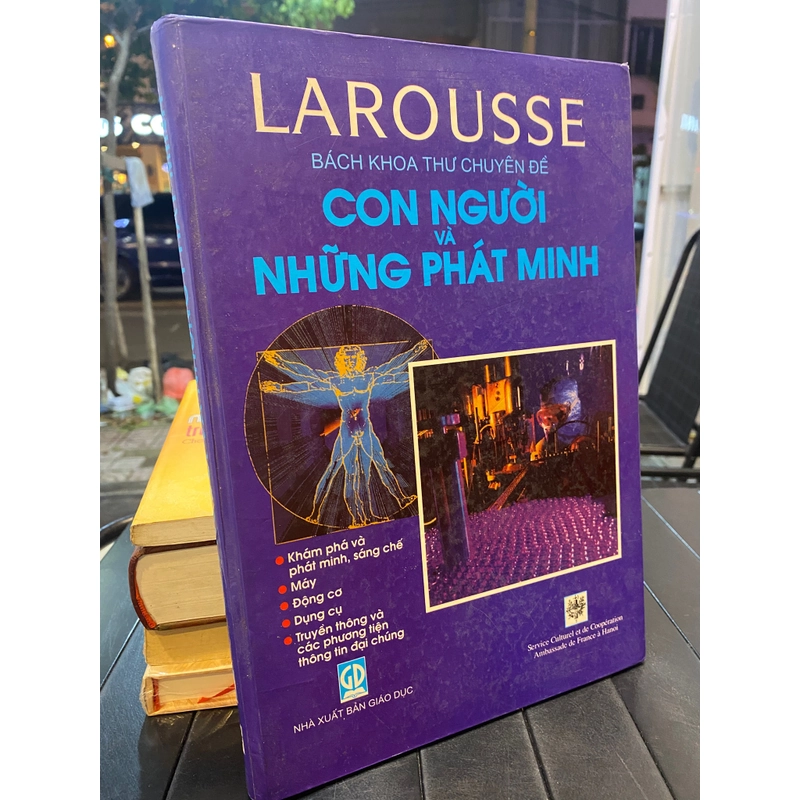 LAROUSSE
BÁCH KHOA THƯ CHUYÊN ĐỀ
CON NGƯỜI
VÀ
NHỮNG PHÁT MINH
Khám phá và
phát minh, sáng chế
Máy
Động cơ
Dụng cụ
Truyền thông và
các phương tiện
thông tin đại chúng
GD
NHÀ XUẤT BẢN GIÁO DỤC
Service Culturel et de Coopération
Ambassade de France à Hanoi